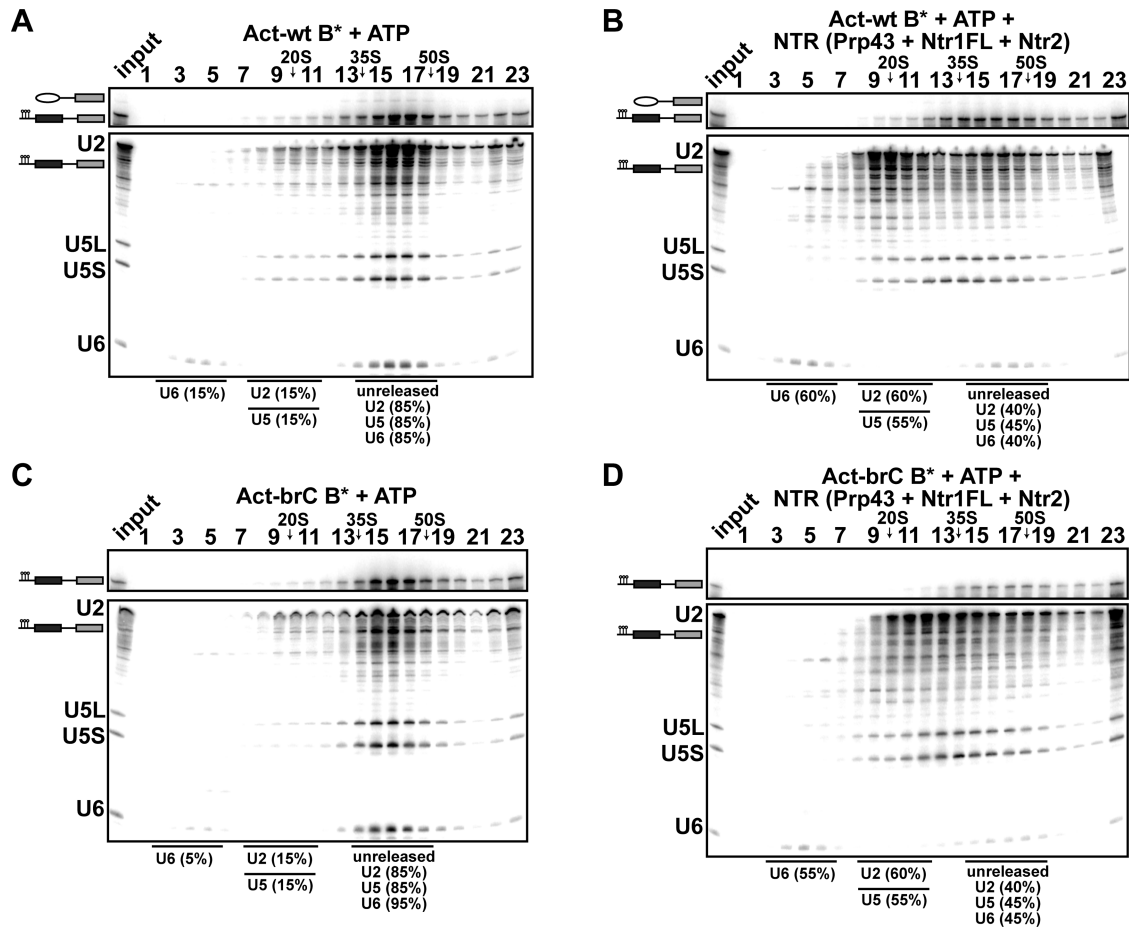 A
Act-wt B* + ATP
20S 35S 50S
input 1 3 5 7 9 ↓ 11 13 ↓ 15 17 ↓ 19 21 23
U2
U5L
U5S
U6
U6 (15%)
U2 (15%)
U5 (15%)
unreleased
U2 (85%)
U5 (85%)
U6 (85%)
B
Act-wt B* + ATP +
NTR (Prp43 + Ntr1FL + Ntr2)
20S 35S 50S
input 1 3 5 7 9 ↓ 11 13 ↓ 15 17 ↓ 19 21 23
U2
U5L
U5S
U6
U6 (60%)
U2 (60%)
U5 (55%)
unreleased
U2 (40%)
U5 (45%)
U6 (40%)
C
Act-brC B* + ATP
20S 35S 50S
input 1 3 5 7 9 ↓ 11 13 ↓ 15 17 ↓ 19 21 23
U2
U5L
U5S
U6
U6 (5%)
U2 (15%)
U5 (15%)
unreleased
U2 (85%)
U5 (85%)
U6 (95%)
D
Act-brC B* + ATP +
NTR (Prp43 + Ntr1FL + Ntr2)
20S 35S 50S
input 1 3 5 7 9 ↓ 11 13 ↓ 15 17 ↓ 19 21 23
U2
U5L
U5S
U6
U6 (55%)
U2 (60%)
U5 (55%)
unreleased
U2 (40%)
U5 (45%)
U6 (45%)